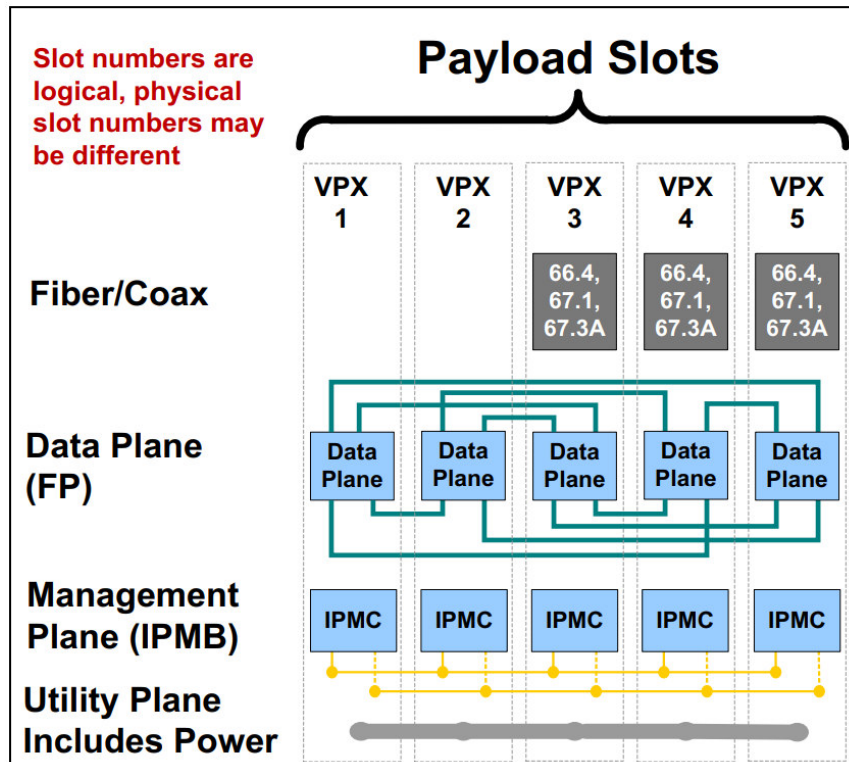 Slot numbers are
logical, physical
slot numbers may
be different
Payload Slots
VPX
1
VPX
2
VPX
3
VPX
4
VPX
5
Fiber/Coax
66.4,
67.1,
67.3A
66.4,
67.1,
67.3A
66.4,
67.1,
67.3A
Data Plane
(FP)
Data
Plane
Data
Plane
Data
Plane
Data
Plane
Data
Plane
Management
Plane (IPMB)
IPMC
IPMC
IPMC
IPMC
IPMC
Utility Plane
Includes Power